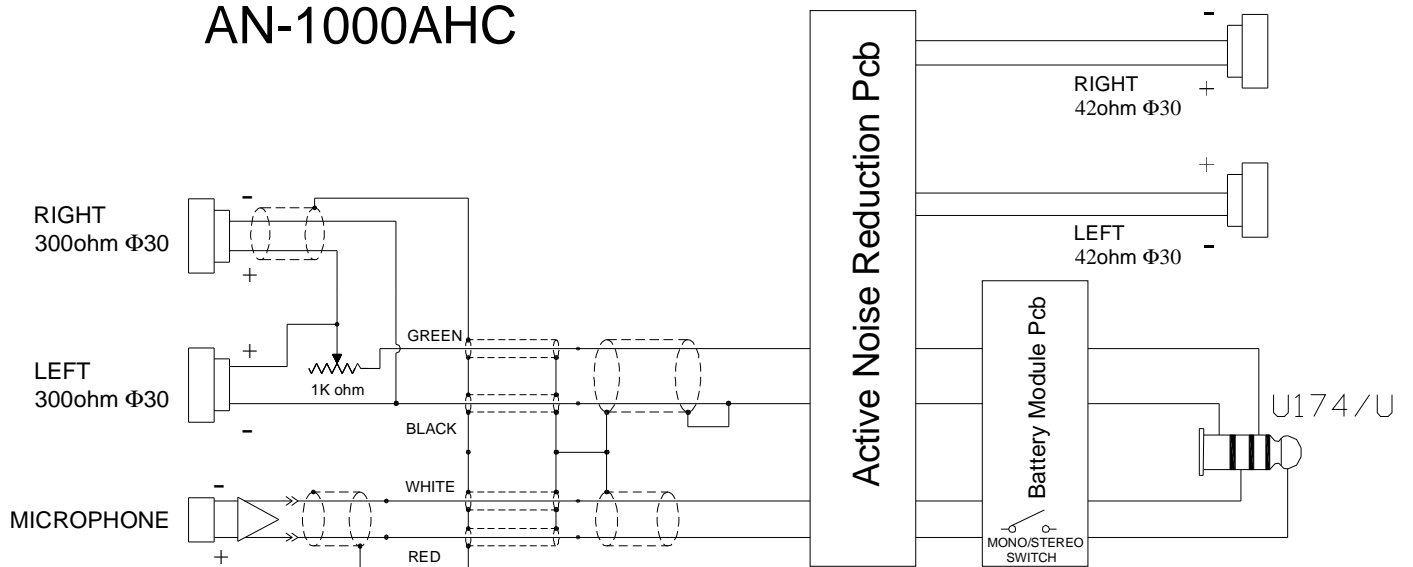 AN-1000AHC
Active Noise Reduction Pcb
-
RIGHT
42ohm Φ30
+
+
LEFT
42ohm Φ30
-
RIGHT
300ohm Φ30
-
+
LEFT
300ohm Φ30
+
-
1K ohm
GREEN
BLACK
WHITE
RED
MICROPHONE
-
+
Battery Module Pcb
MONO/STEREO
SWITCH
U174/U